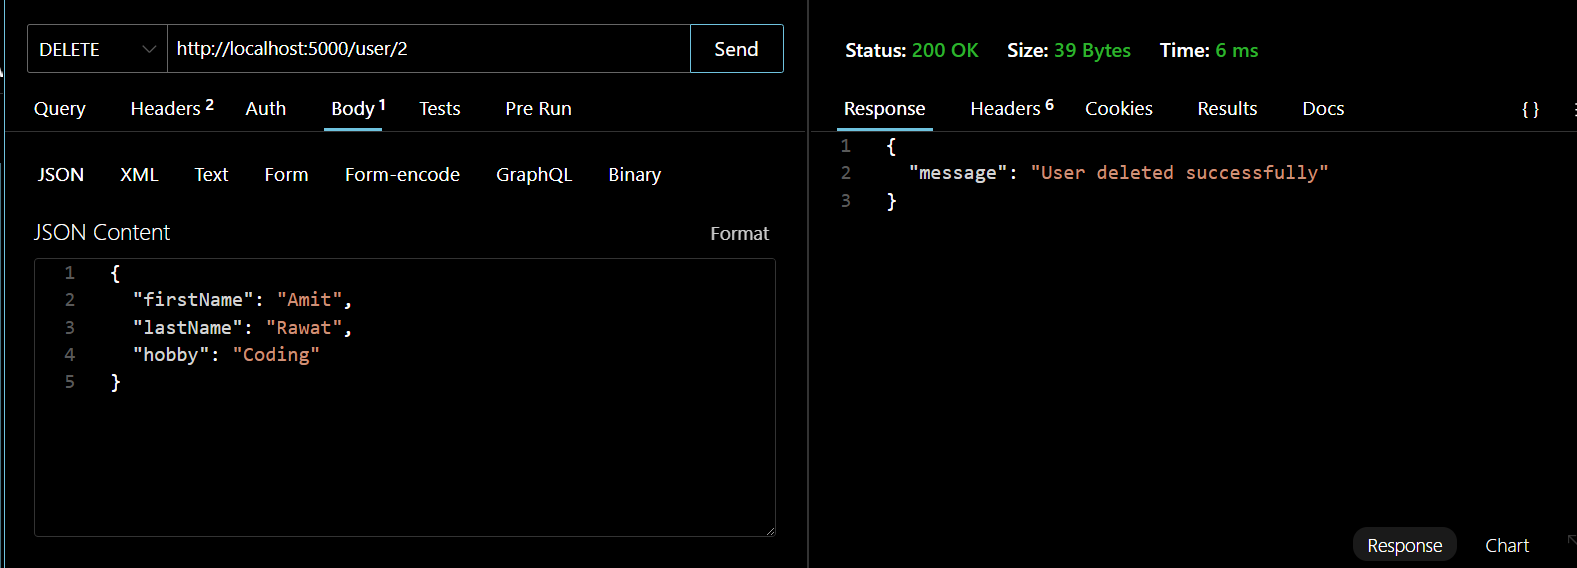 DELETE http://localhost:5000/user/2 Send
Query Headers 2 Auth Body 1 Tests Pre Run
JSON XML Text Form Form-encode GraphQL Binary
JSON Content Format
1 {
2 "firstName": "Amit",
3 "lastName": "Rawat",
4 "hobby": "Coding"
5 }
Status: 200 OK Size: 39 Bytes Time: 6 ms
Response Headers 6 Cookies Results Docs { }
1 {
2 "message": "User deleted successfully"
3 }
Response Chart